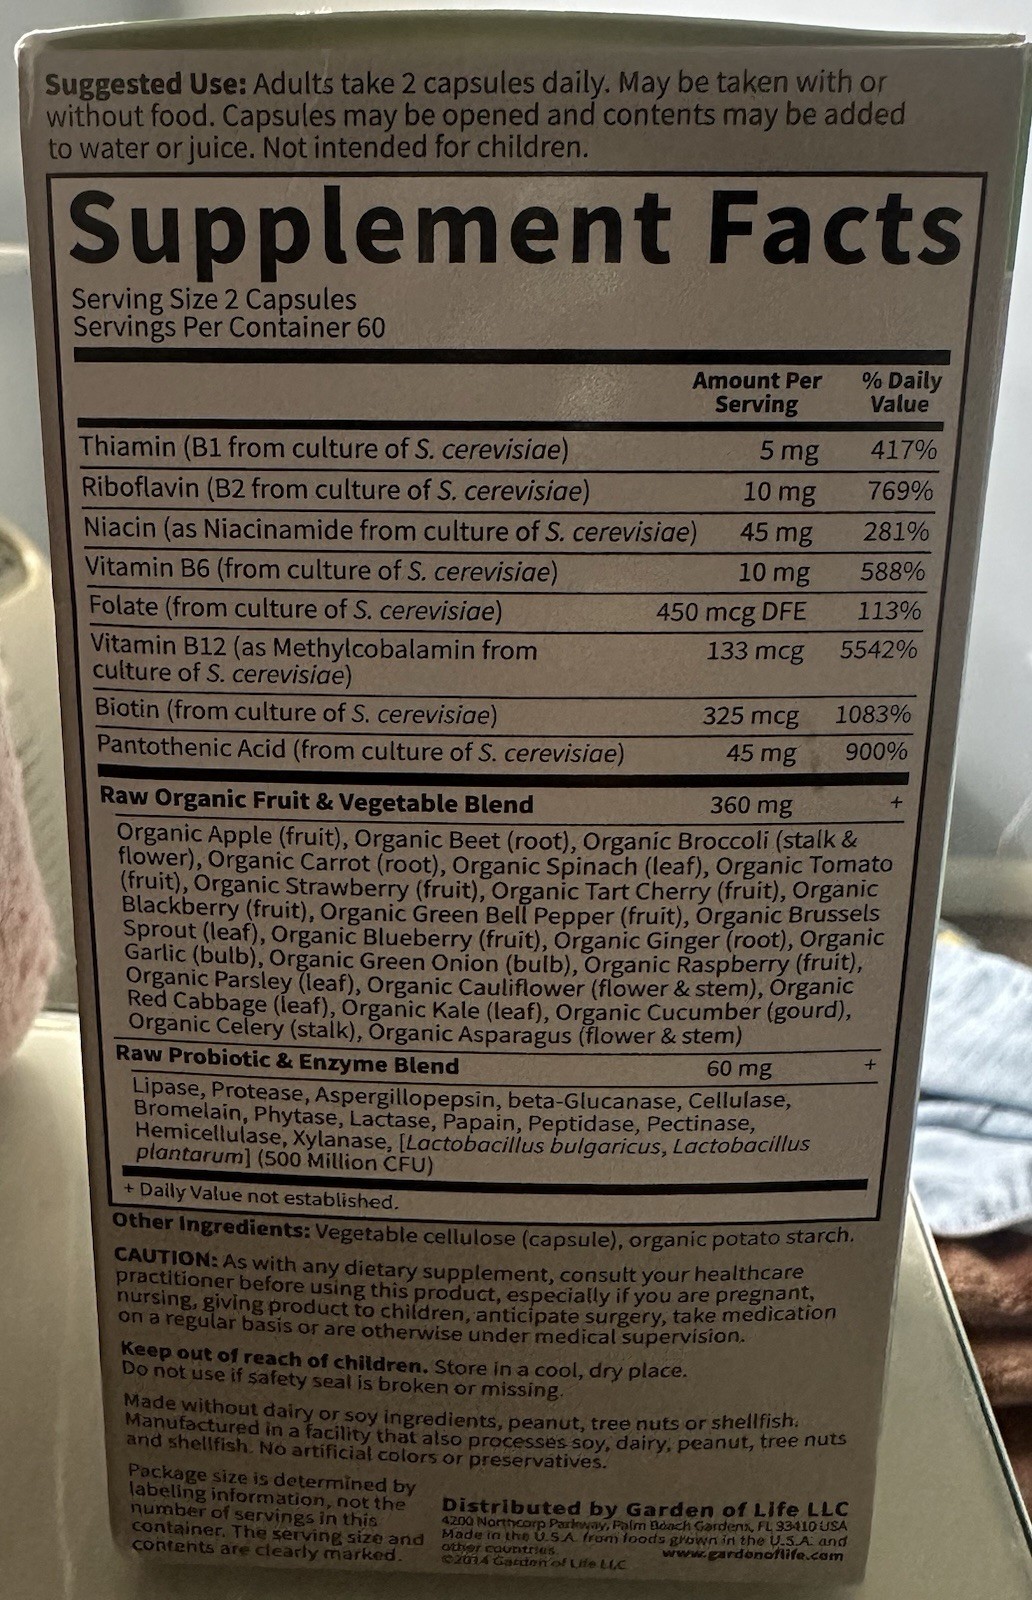 Suggested Use: Adults take 2 capsules daily. May be taken with or
without food. Capsules may be opened and contents may be added
to water or juice. Not intended for children.
Supplement Facts
Serving Size 2 Capsules
Servings Per Container 60
Amount Per Serving % Daily Value
Thiamin (B1 from culture of S. cerevisiae) 5 mg 417%
Riboflavin (B2 from culture of S. cerevisiae) 10 mg 769%
Niacin (as Niacinamide from culture of S. cerevisiae) 45 mg 281%
Vitamin B6 (from culture of S. cerevisiae) 10 mg 588%
Folate (from culture of S. cerevisiae) 450 mcg DFE 113%
Vitamin B12 (as Methylcobalamin from 133 mcg 5542%
culture of S. cerevisiae)
Biotin (from culture of S. cerevisiae) 325 mcg 1083%
Pantothenic Acid (from culture of S. cerevisiae) 45 mg 900%
Raw Organic Fruit & Vegetable Blend 360 mg +
Organic Apple (fruit), Organic Beet (root), Organic Broccoli (stalk &
flower), Organic Carrot (root), Organic Spinach (leaf), Organic Tomato
(fruit), Organic Strawberry (fruit), Organic Tart Cherry (fruit), Organic
Blackberry (fruit), Organic Green Bell Pepper (fruit), Organic Brussels
Sprout (leaf), Organic Blueberry (fruit), Organic Ginger (root), Organic
Garlic (bulb), Organic Green Onion (bulb), Organic Raspberry (fruit),
Organic Parsley (leaf), Organic Cauliflower (flower & stem), Organic
Red Cabbage (leaf), Organic Kale (leaf), Organic Cucumber (gourd),
Organic Celery (stalk), Organic Asparagus (flower & stem)
Raw Probiotic & Enzyme Blend 60 mg +
Lipase, Protease, Aspergillopepsin, beta-Glucanase, Cellulase,
Bromelain, Phytase, Lactase, Papain, Peptidase, Pectinase,
Hemicellulase, Xylanase, [Lactobacillus bulgaricus, Lactobacillus
plantarum] (500 Million CFU)
+ Daily Value not established.
Other Ingredients: Vegetable cellulose (capsule), organic potato starch.
CAUTION: As with any dietary supplement, consult your healthcare
practitioner before using this product, especially if you are pregnant,
nursing, giving product to children, anticipate surgery, take medication
on a regular basis or are otherwise under medical supervision.
Keep out of reach of children. Store in a cool, dry place.
Do not use if safety seal is broken or missing.
Made without dairy or soy ingredients, peanut, tree nuts or shellfish.
Manufactured in a facility that also processes soy, dairy, peanut, tree nuts
and shellfish. No artificial colors or preservatives.
Package size is determined by
labeling information, not the
number of servings in this
container. The serving size and
contents are clearly marked.
Distributed by Garden of Life LLC
4200 Northcorp Parkway, Palm Beach Gardens, FL 33410 USA
Made in the U.S.A. from foods grown in the U.S.A. and
other countries. www.gardenoflife.com
©2014 Garden of Life LLC